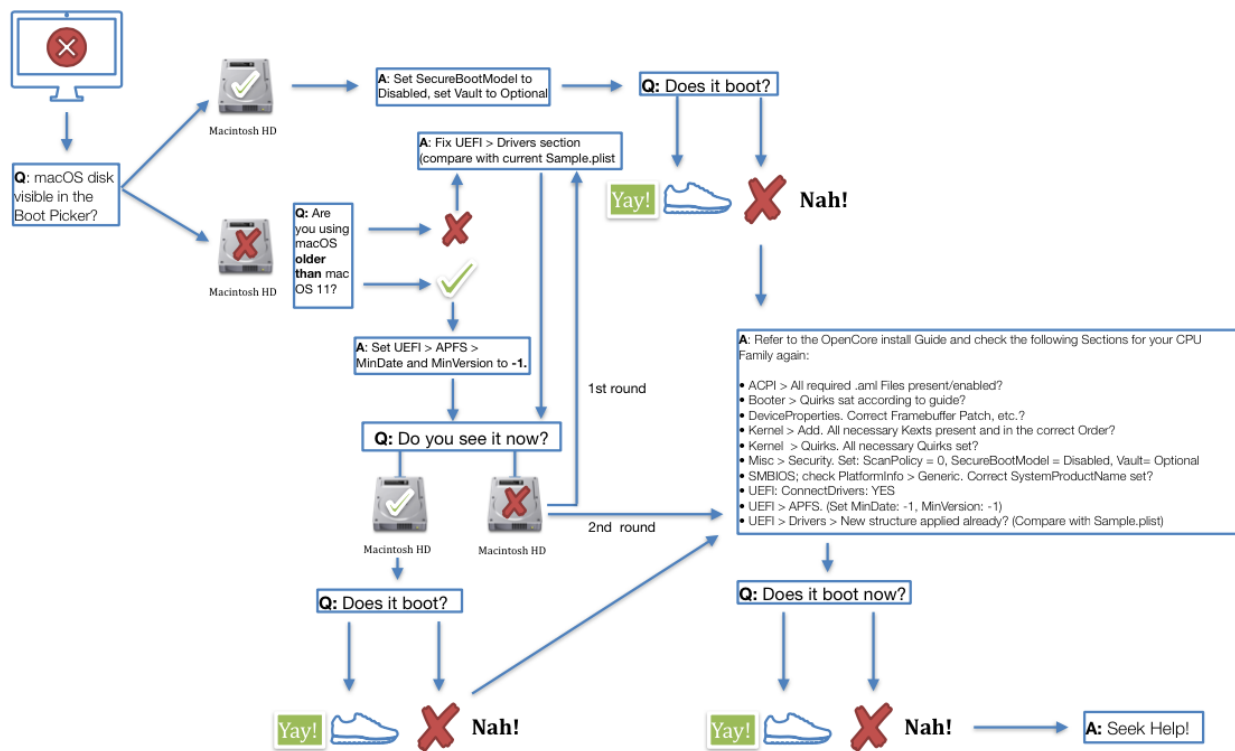 Macintosh HD
A: Set SecureBootModel to
Disabled, set Vault to Optional
Q: Does it boot?
Q: macOS disk
visible in the
Boot Picker?
A: Fix UEFI > Drivers section
(compare with current Sample.plist
Yay!
Nah!
Macintosh HD
Q: Are
you using
macOS
older
than mac
OS 11?
A: Set UEFI > APFS >
MinDate and MinVersion to -1.
1st round
Q: Do you see it now?
Macintosh HD
Macintosh HD
2nd round
A: Refer to the OpenCore install Guide and check the following Sections for your CPU
Family again:
• ACPI > All required .aml Files present/enabled?
• Booter > Quirks sat according to guide?
• DeviceProperties. Correct Framebuffer Patch, etc.?
• Kernel > Add. All necessary Kexts present and in the correct Order?
• Kernel > Quirks. All necessary Quirks set?
• Misc > Security. Set: ScanPolicy = 0, SecureBootModel = Disabled, Vault= Optional
• SMBIOS; check PlatformInfo > Generic. Correct SystemProductName set?
• UEFI: ConnectDrivers: YES
• UEFI > APFS. (Set MinDate: -1, MinVersion: -1)
• UEFI > Drivers > New structure applied already? (Compare with Sample.plist)
Q: Does it boot?
Yay!
Nah!
Q: Does it boot now?
Yay!
Nah!
A: Seek Help!